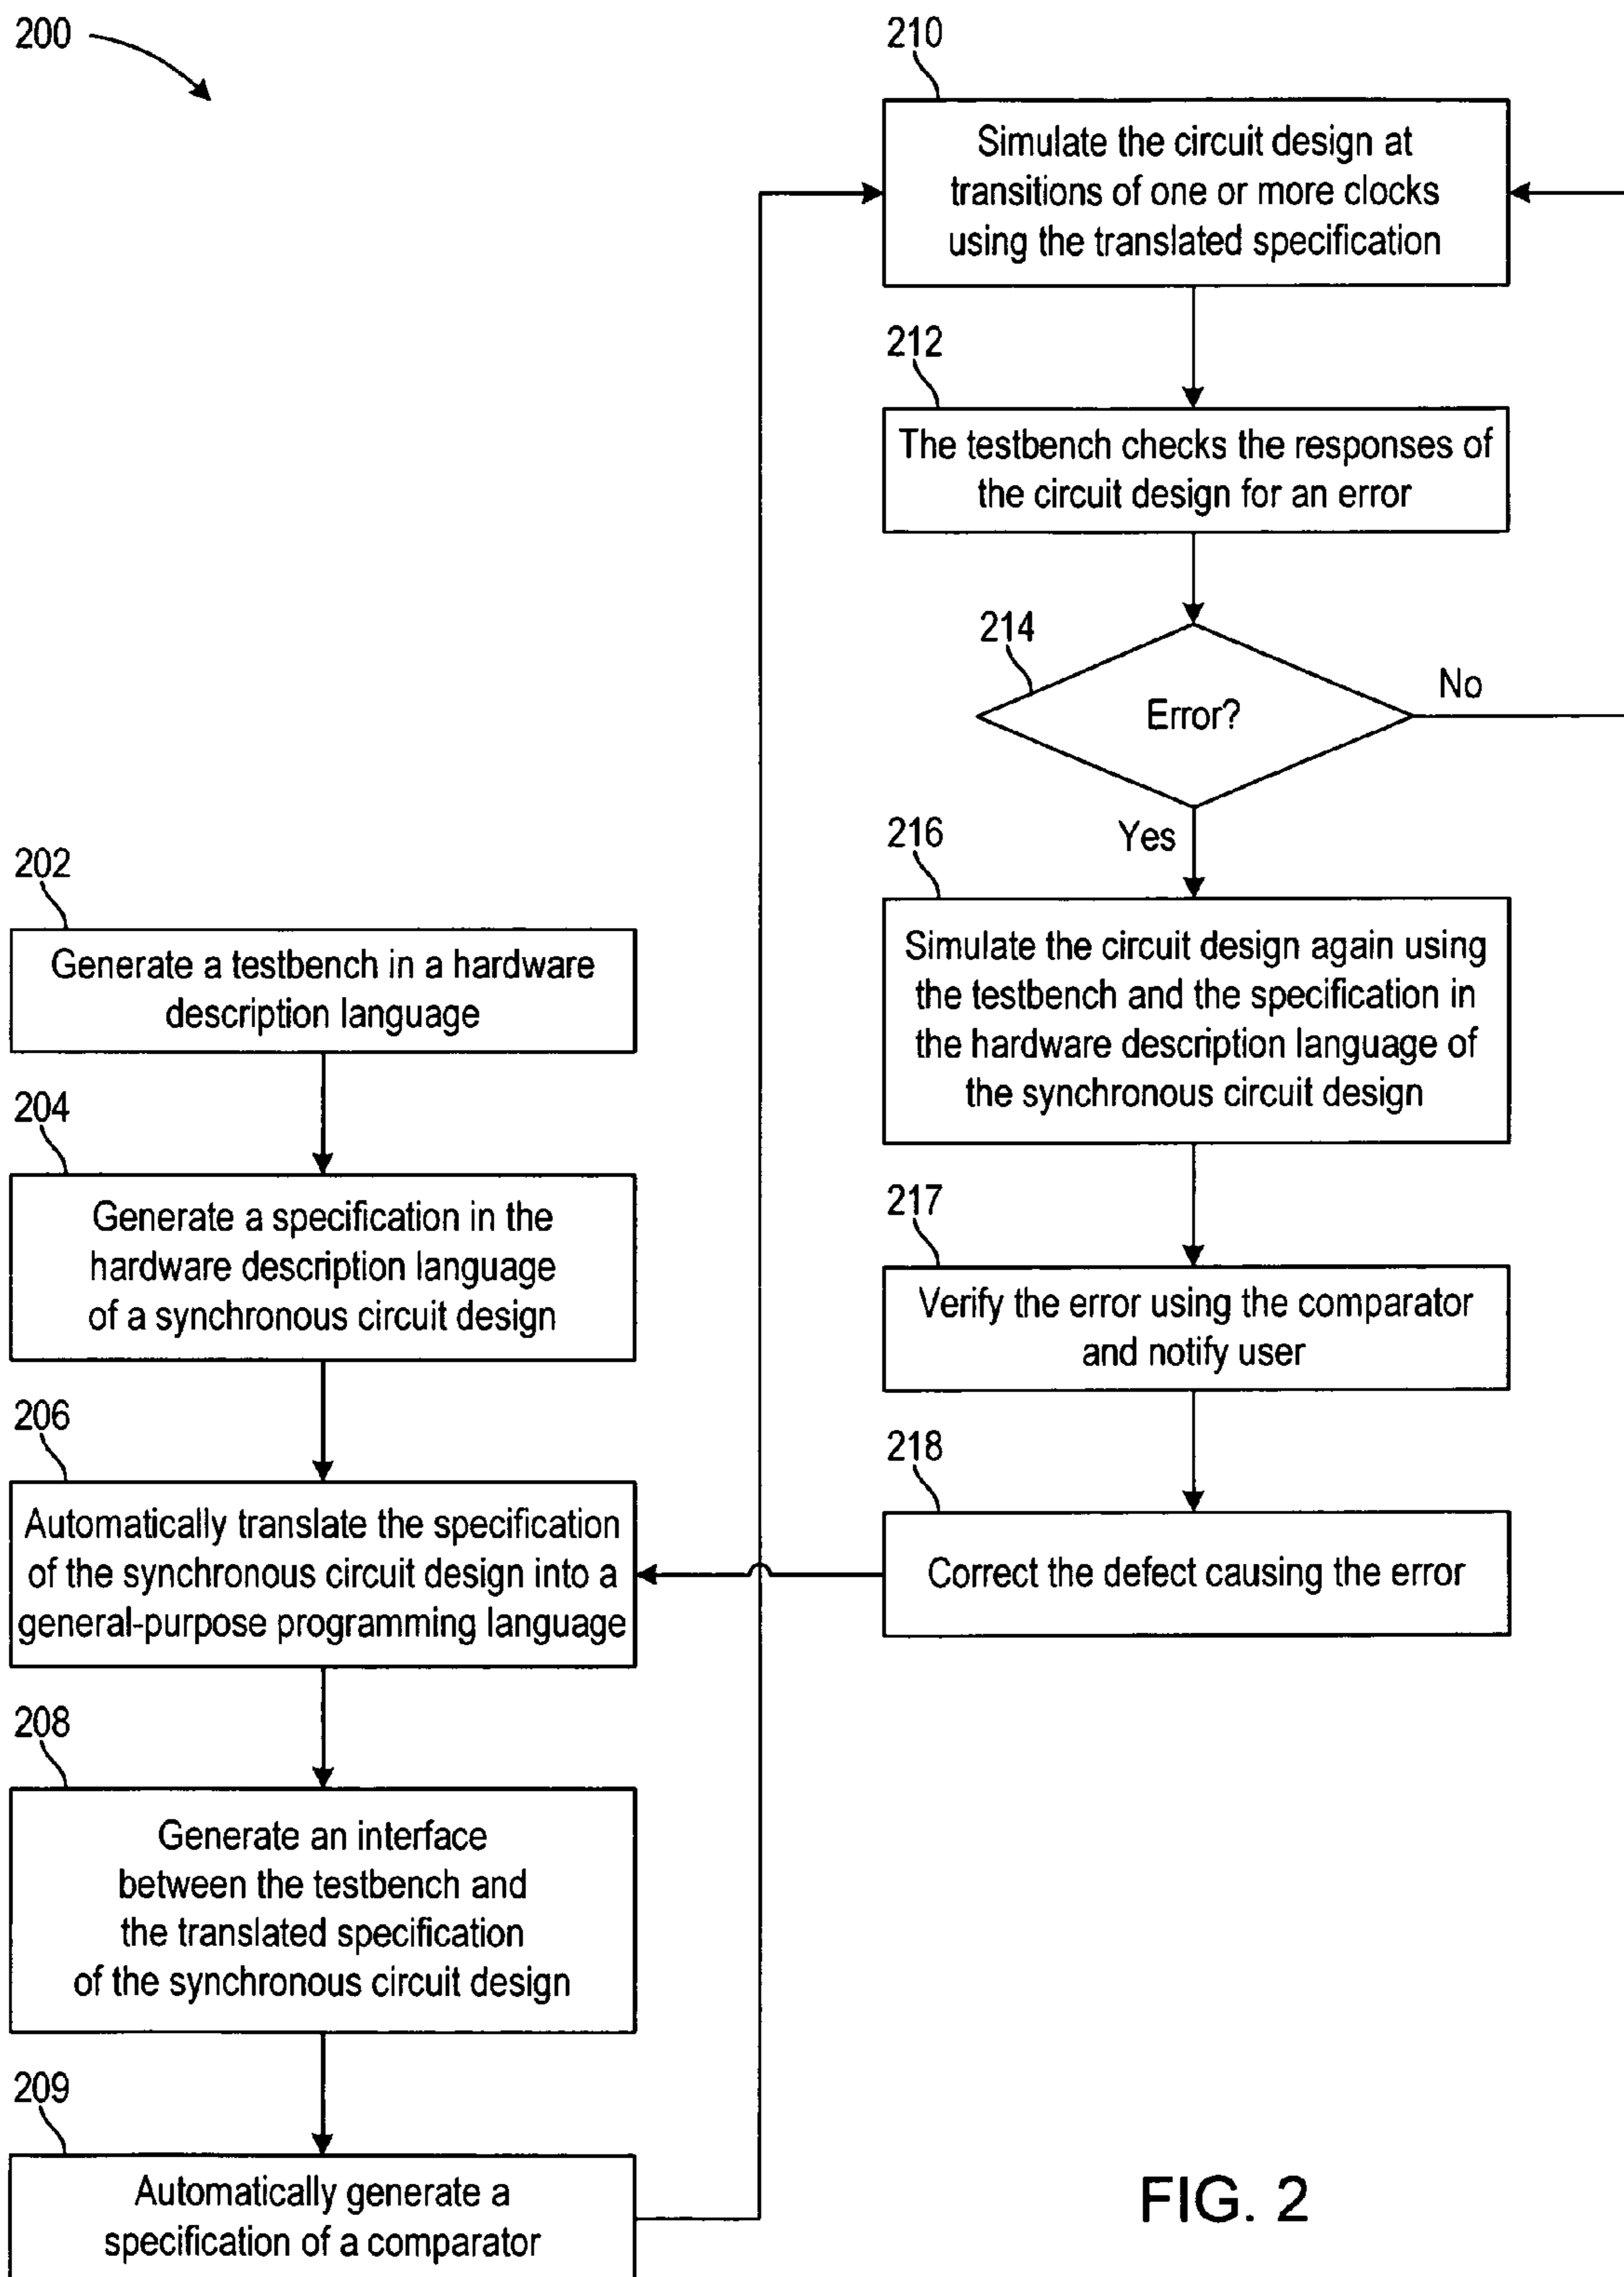 200
202
Generate a testbench in a hardware
description language
204
Generate a specification in the
hardware description language
of a synchronous circuit design
206
Automatically translate the specification
of the synchronous circuit design into a
general-purpose programming language
208
Generate an interface
between the testbench and
the translated specification
of the synchronous circuit design
209
Automatically generate a
specification of a comparator
210
Simulate the circuit design at
transitions of one or more clocks
using the translated specification
212
The testbench checks the responses of
the circuit design for an error
214
Error?
No
Yes
216
Simulate the circuit design again using
the testbench and the specification in
the hardware description language of
the synchronous circuit design
217
Verify the error using the comparator
and notify user
218
Correct the defect causing the error
FIG. 2